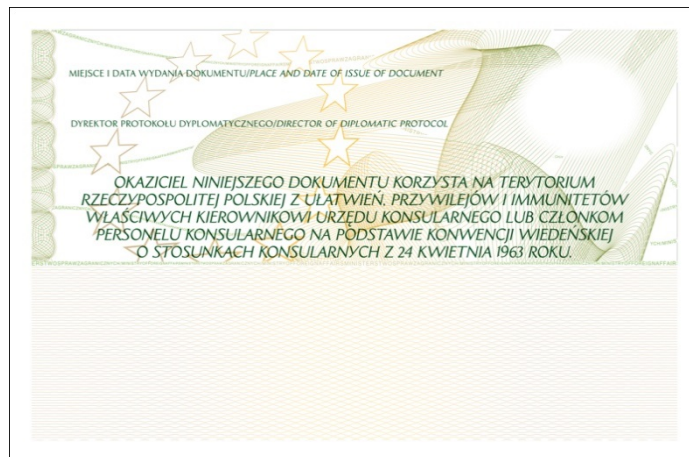 MIEJSCE I DATA WYDANIA DOKUMENTU/PLACE AND DATE OF ISSUE OF DOCUMENT
DYREKTOR PROTOKOŁU DYPLOMATYCZNEGO/DIRECTOR OF DIPLOMATIC PROTOCOL
OKAZICIEL NINIEJSZEGO DOKUMENTU KORZYSTA NA TERYTORIUM
RZECZYPOSPOLITEJ POLSKIEJ Z UŁATWIEŃ. PRZYWILEJÓW I IMMUNITETÓW
WŁAŚCIWYCH KIEROWNIKOWI URZĘDU KONSULARNEGO LUB CZŁONKOM
PERSONELU KONSULARNEGO NA PODSTAWIE KONWENCJI WIEDEŃSKIEJ
O STOSUNKACH KONSULARNYCH Z 24 KWIETNIA 1963 ROKU.